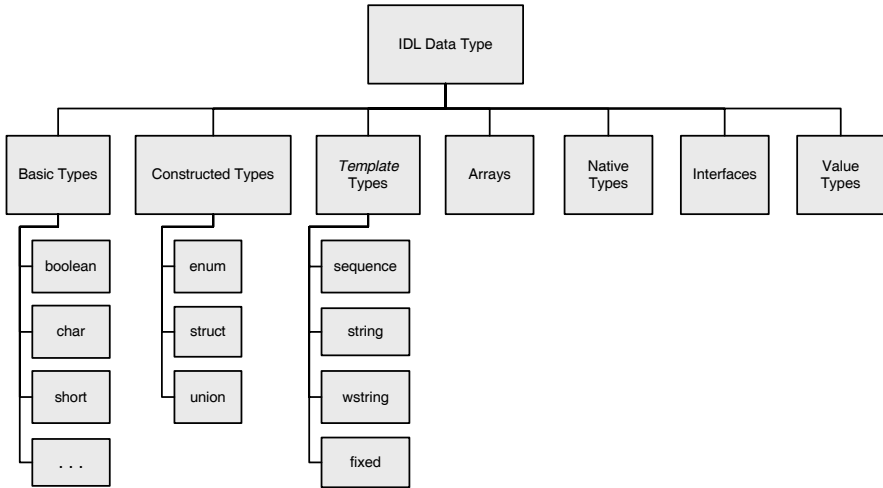 IDL Data Type
Basic Types
Constructed Types
Template
Types
Arrays
Native
Types
Interfaces
Value
Types
boolean
char
short
. . .
enum
struct
union
sequence
string
wstring
fixed